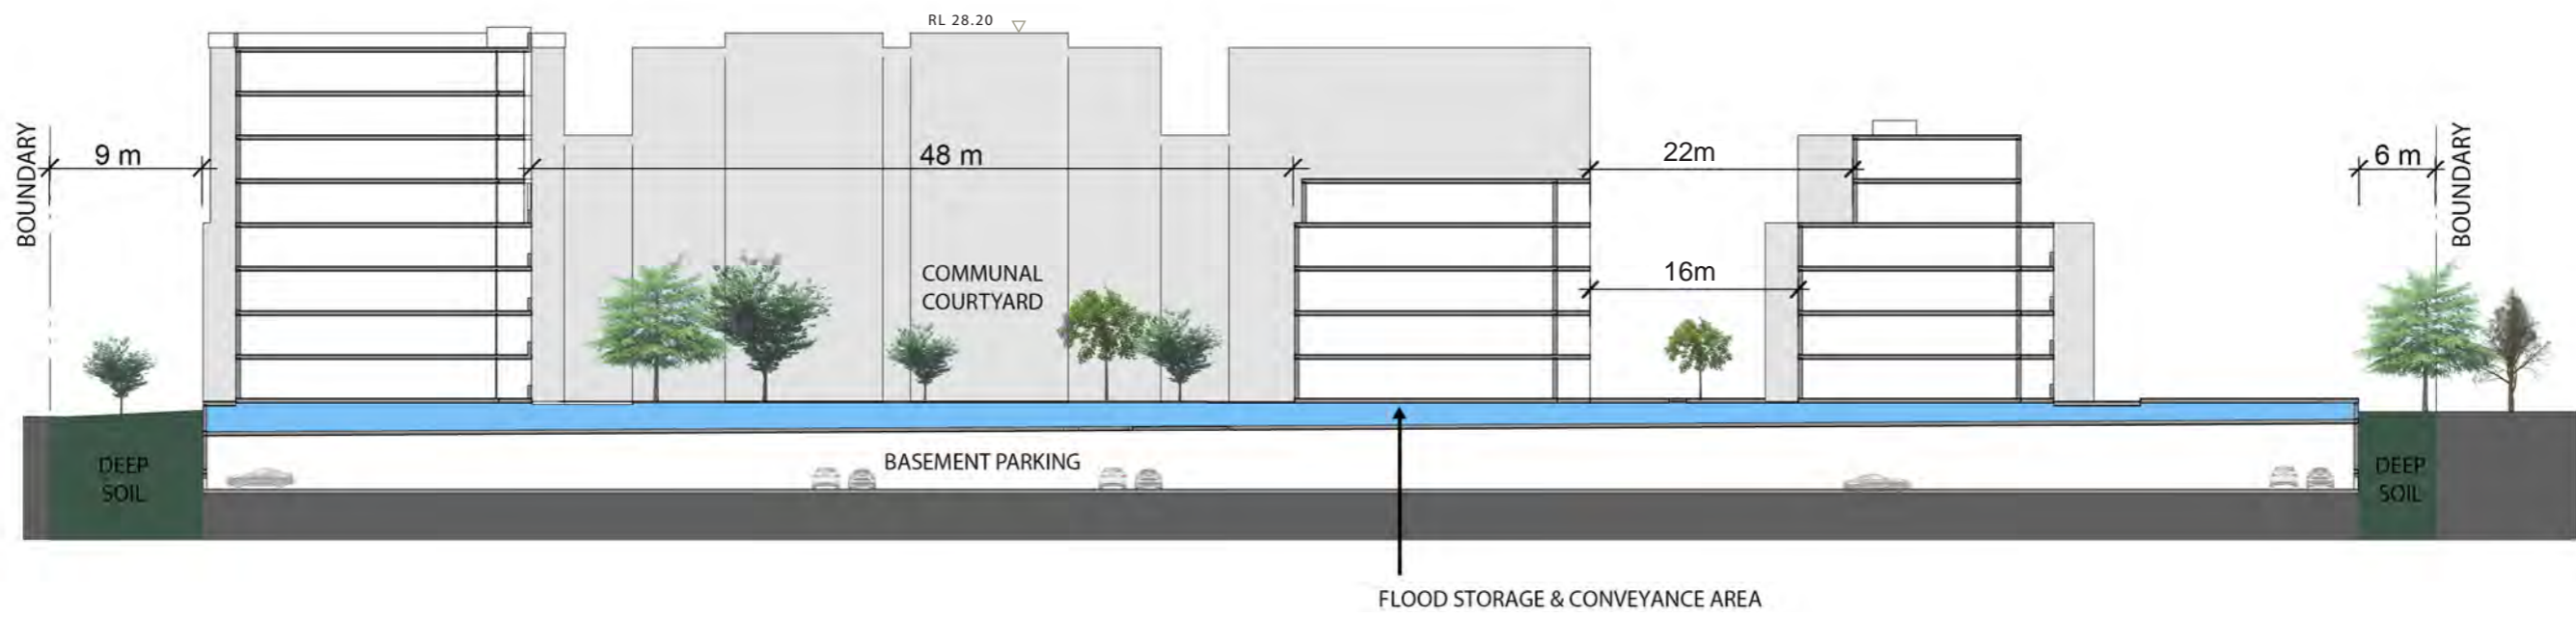 RL 28.20
BOUNDARY
9 m
48 m
22m
6 m
BOUNDARY
16m
COMMUNAL
COURTYARD
BASEMENT PARKING
DEEP
SOIL
DEEP
SOIL
FLOOD STORAGE & CONVEYANCE AREA